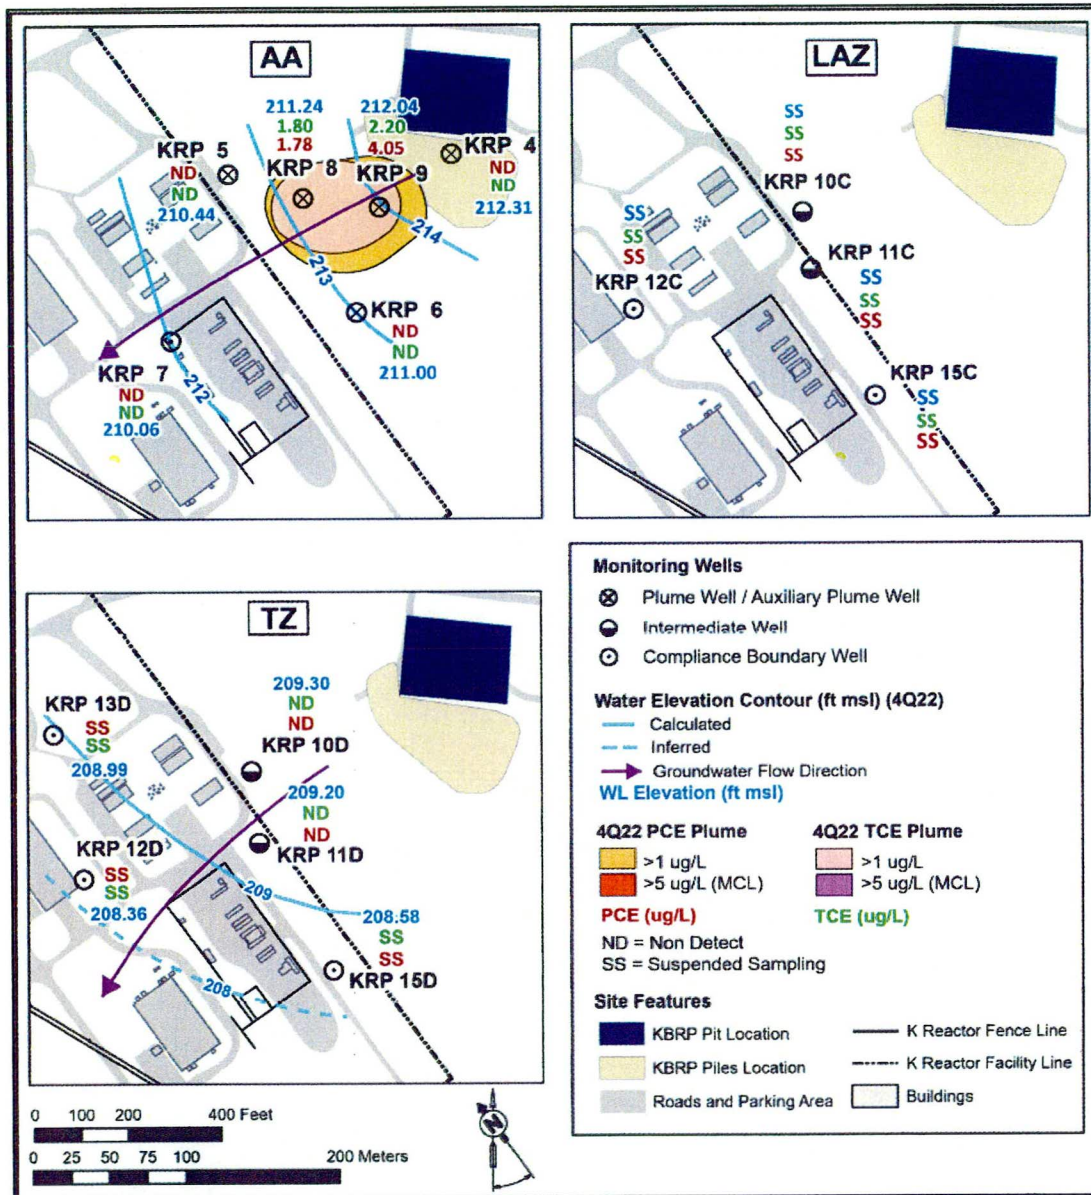 AA
211.24
1.80
1.78
KRP 8
212.04
2.20
4.05
KRP 9
KRP 4
ND
ND
212.31
KRP 5
ND
ND
210.44
214
213
KRP 6
ND
ND
211.00
212
KRP 7
ND
ND
210.06
LAZ
SS
SS
SS
KRP 10C
SS
SS
SS
KRP 12C
KRP 11C
SS
SS
SS
KRP 15C
SS
SS
SS
TZ
KRP 13D
SS
SS
208.99
209.30
ND
ND
KRP 10D
209.20
ND
ND
KRP 11D
KRP 12D
SS
SS
208.36
209
208.58
SS
SS
KRP 15D
208
Monitoring Wells
Plume Well / Auxiliary Plume Well
Intermediate Well
Compliance Boundary Well
Water Elevation Contour (ft msl) (4Q22)
Calculated
Inferred
Groundwater Flow Direction
WL Elevation (ft msl)
4Q22 PCE Plume
>1 ug/L
>5 ug/L (MCL)
PCE (ug/L)
4Q22 TCE Plume
>1 ug/L
>5 ug/L (MCL)
TCE (ug/L)
ND = Non Detect
SS = Suspended Sampling
Site Features
KBRP Pit Location
KBRP Piles Location
Roads and Parking Area
K Reactor Fence Line
K Reactor Facility Line
Buildings
0 100 200 400 Feet
0 25 50 75 100 200 Meters
N